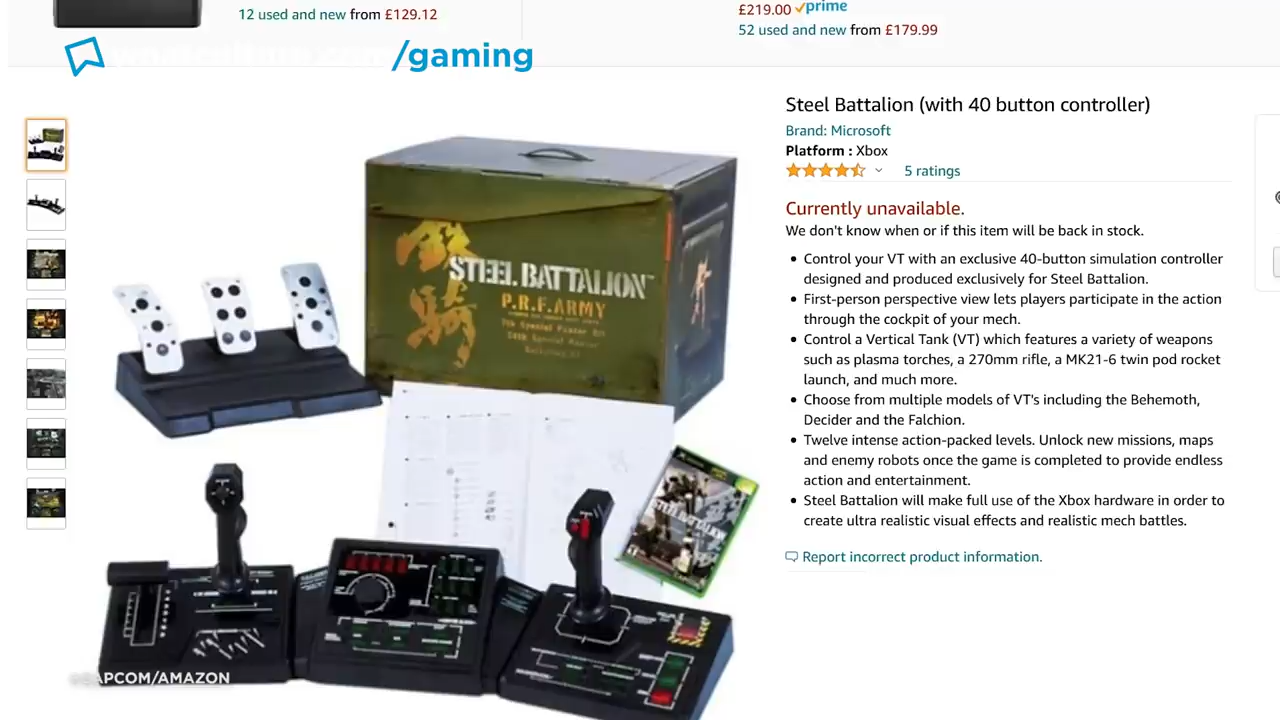 12 used and new from £129.12
£219.00 prime
52 used and new from £179.99
/gaming
Steel Battalion (with 40 button controller)
Brand: Microsoft
Platform : Xbox
5 ratings
Currently unavailable.
We don't know when or if this item will be back in stock.
Control your VT with an exclusive 40-button simulation controller
designed and produced exclusively for Steel Battalion.
First-person perspective view lets players participate in the action
through the cockpit of your mech.
Control a Vertical Tank (VT) which features a variety of weapons
such as plasma torches, a 270mm rifle, a MK21-6 twin pod rocket
launch, and much more.
Choose from multiple models of VT's including the Behemoth,
Decider and the Falchion.
Twelve intense action-packed levels. Unlock new missions, maps
and enemy robots once the game is completed to provide endless
action and entertainment.
Steel Battalion will make full use of the Xbox hardware in order to
create ultra realistic visual effects and realistic mech battles.
Report incorrect product information.
鉄騎
STEEL BATTALION™
P.R.F.ARMY
STEEL BATTALION
APCOM/AMAZON